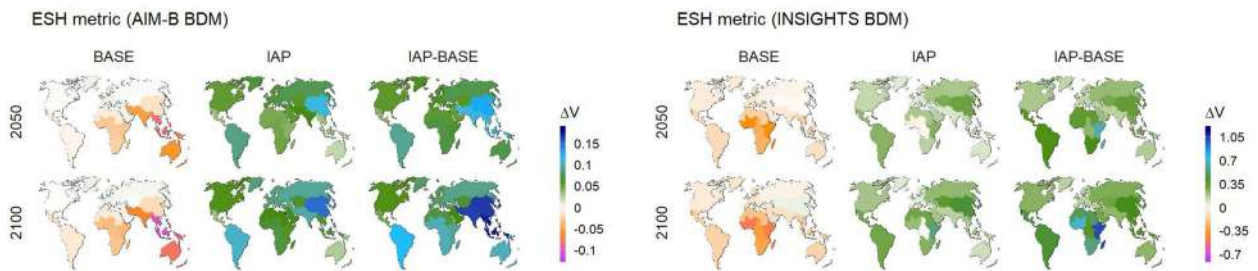 ESH metric (AIM-B BDM)
BASE IAP IAP-BASE
2050
2100
ΔV
0.15
0.1
0.05
0
-0.05
-0.1
ESH metric (INSIGHTS BDM)
BASE IAP IAP-BASE
2050
2100
ΔV
1.05
0.7
0.35
0
-0.35
-0.7